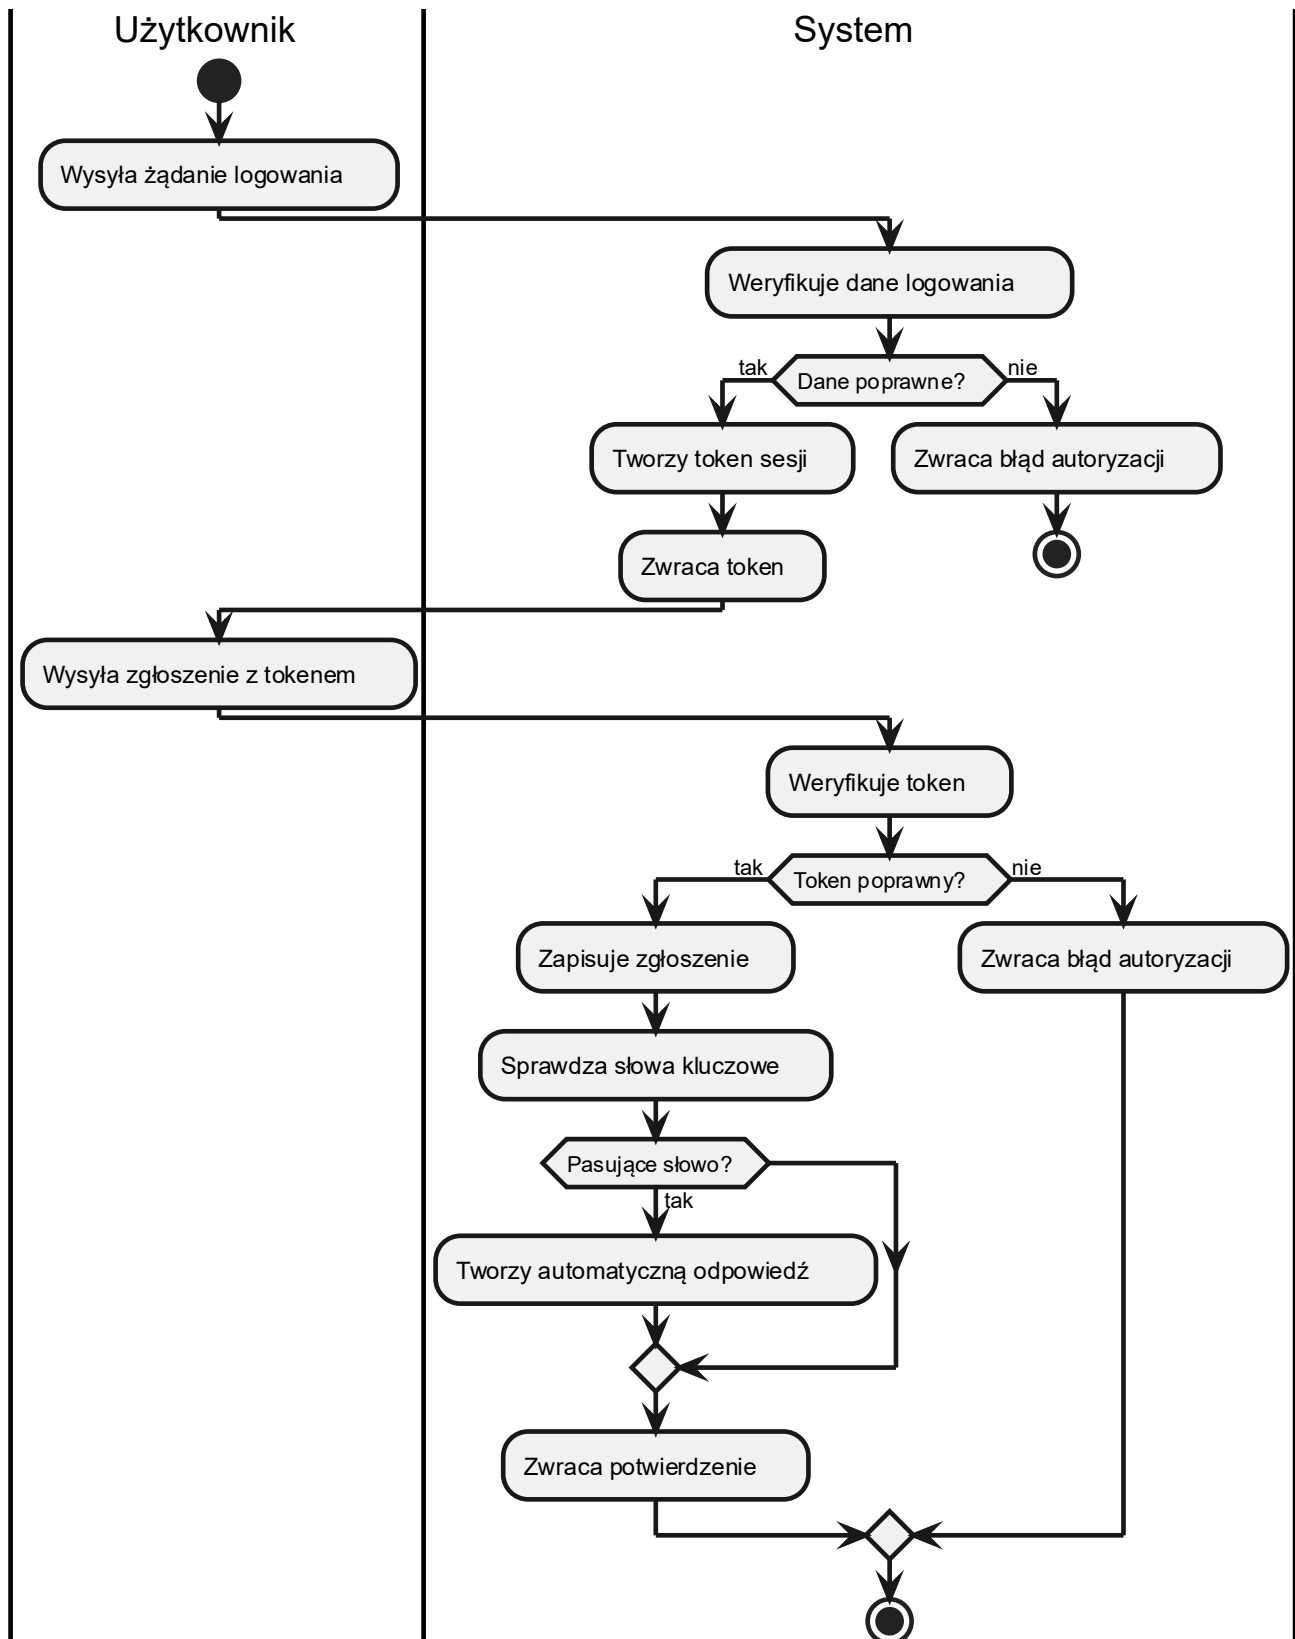 Użytkownik
System
Wysyła żądanie logowania
Weryfikuje dane logowania
tak
Dane poprawne?
nie
Tworzy token sesji
Zwraca błąd autoryzacji
Zwraca token
Wysyła zgłoszenie z tokenem
Weryfikuje token
tak
Token poprawny?
nie
Zapisuje zgłoszenie
Zwraca błąd autoryzacji
Sprawdza słowa kluczowe
Pasujące słowo?
tak
Tworzy automatyczną odpowiedź
Zwraca potwierdzenie